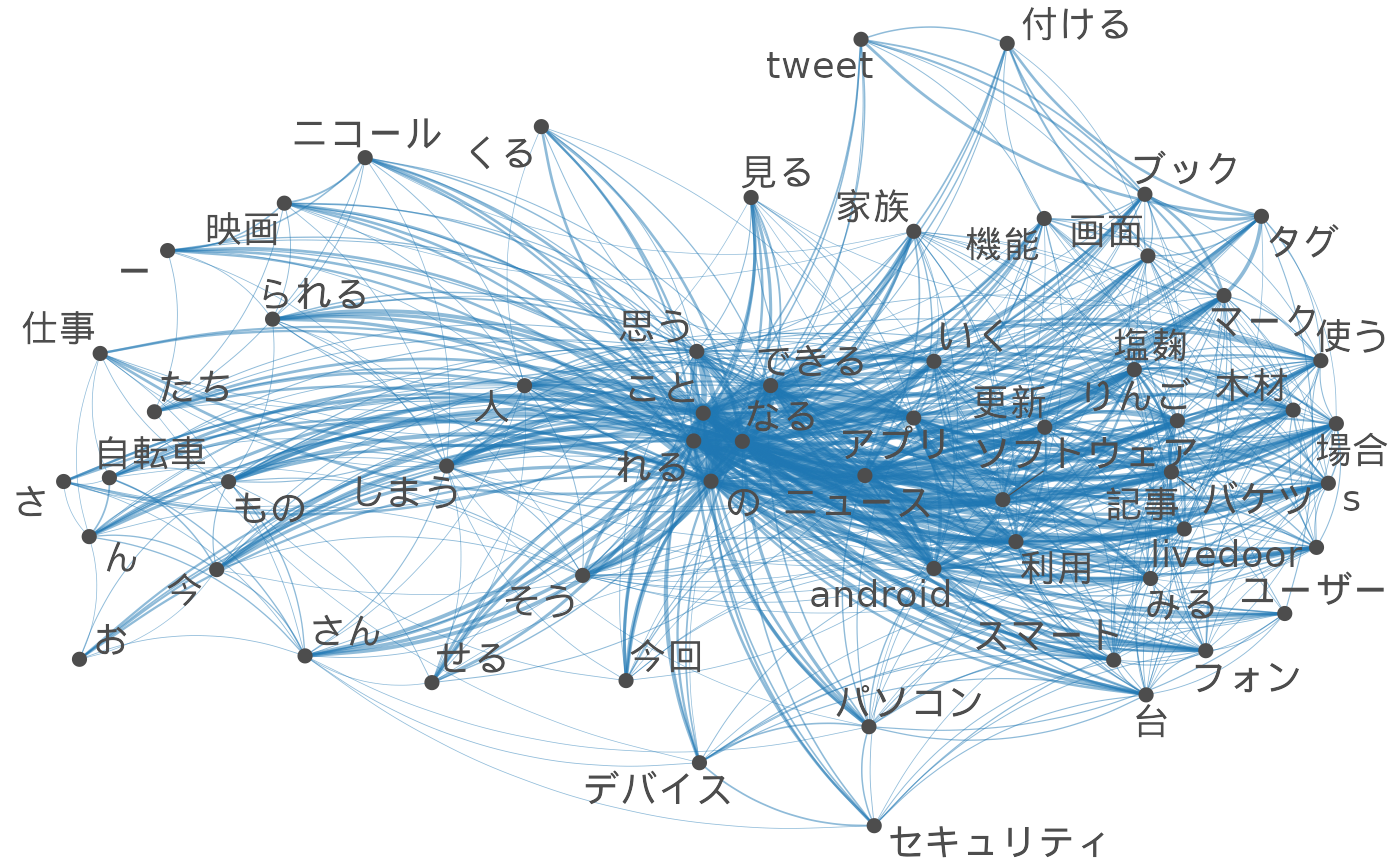 付ける
tweet
ニコール
くる
見る
ブック
家族
映画
機能
画面
タグ
ー
られる
仕事
思う
できる
いく
塩麹
マーク
使う
たち
こと
人
なる
更新
りんご
木材
自転車
れる
アプリ
ソフトウェア
場合
さ
もの
しまう
の
ニュース
記事
バケツ
s
ん
今
そう
android
利用
livedoor
みる
ユーザー
お
さん
せる
今回
スマート
フォン
パソコン
台
デバイス
セキュリティ